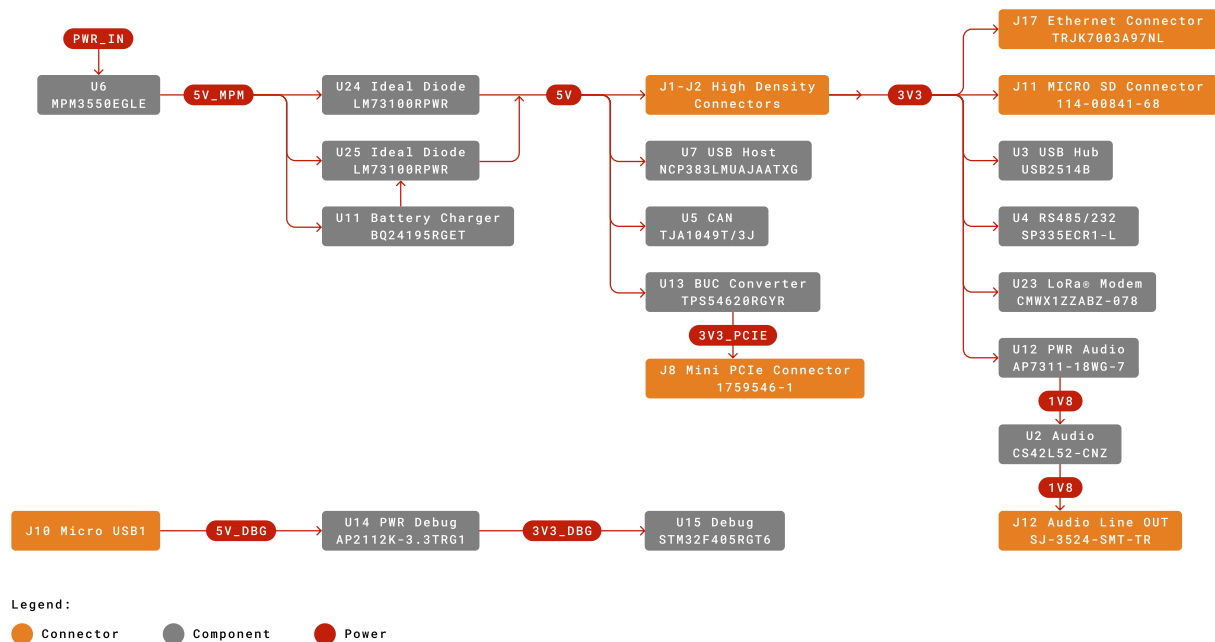 PWR_IN
U6
MPM3550EGLE
5V_MPM
U24 Ideal Diode
LM73100RPWR
U25 Ideal Diode
LM73100RPWR
U11 Battery Charger
BQ24195RGET
5V
J1-J2 High Density
Connectors
U7 USB Host
NCP383LMUAJAATXG
U5 CAN
TJA1049T/3J
U13 BUC Converter
TPS54620RGYR
3V3_PCIE
J8 Mini PCIe Connector
1759546-1
3V3
J17 Ethernet Connector
TRJK7003A97NL
J11 MICRO SD Connector
114-00841-68
U3 USB Hub
USB2514B
U4 RS485/232
SP335ECR1-L
U23 LoRa® Modem
CMWX1ZZABZ-078
U12 PWR Audio
AP7311-18WG-7
1V8
U2 Audio
CS42L52-CNZ
1V8
J12 Audio Line OUT
SJ-3524-SMT-TR
J10 Micro USB1
5V_DBG
U14 PWR Debug
AP2112K-3.3TRG1
3V3_DBG
U15 Debug
STM32F405RGT6
Legend:
Connector
Component
Power